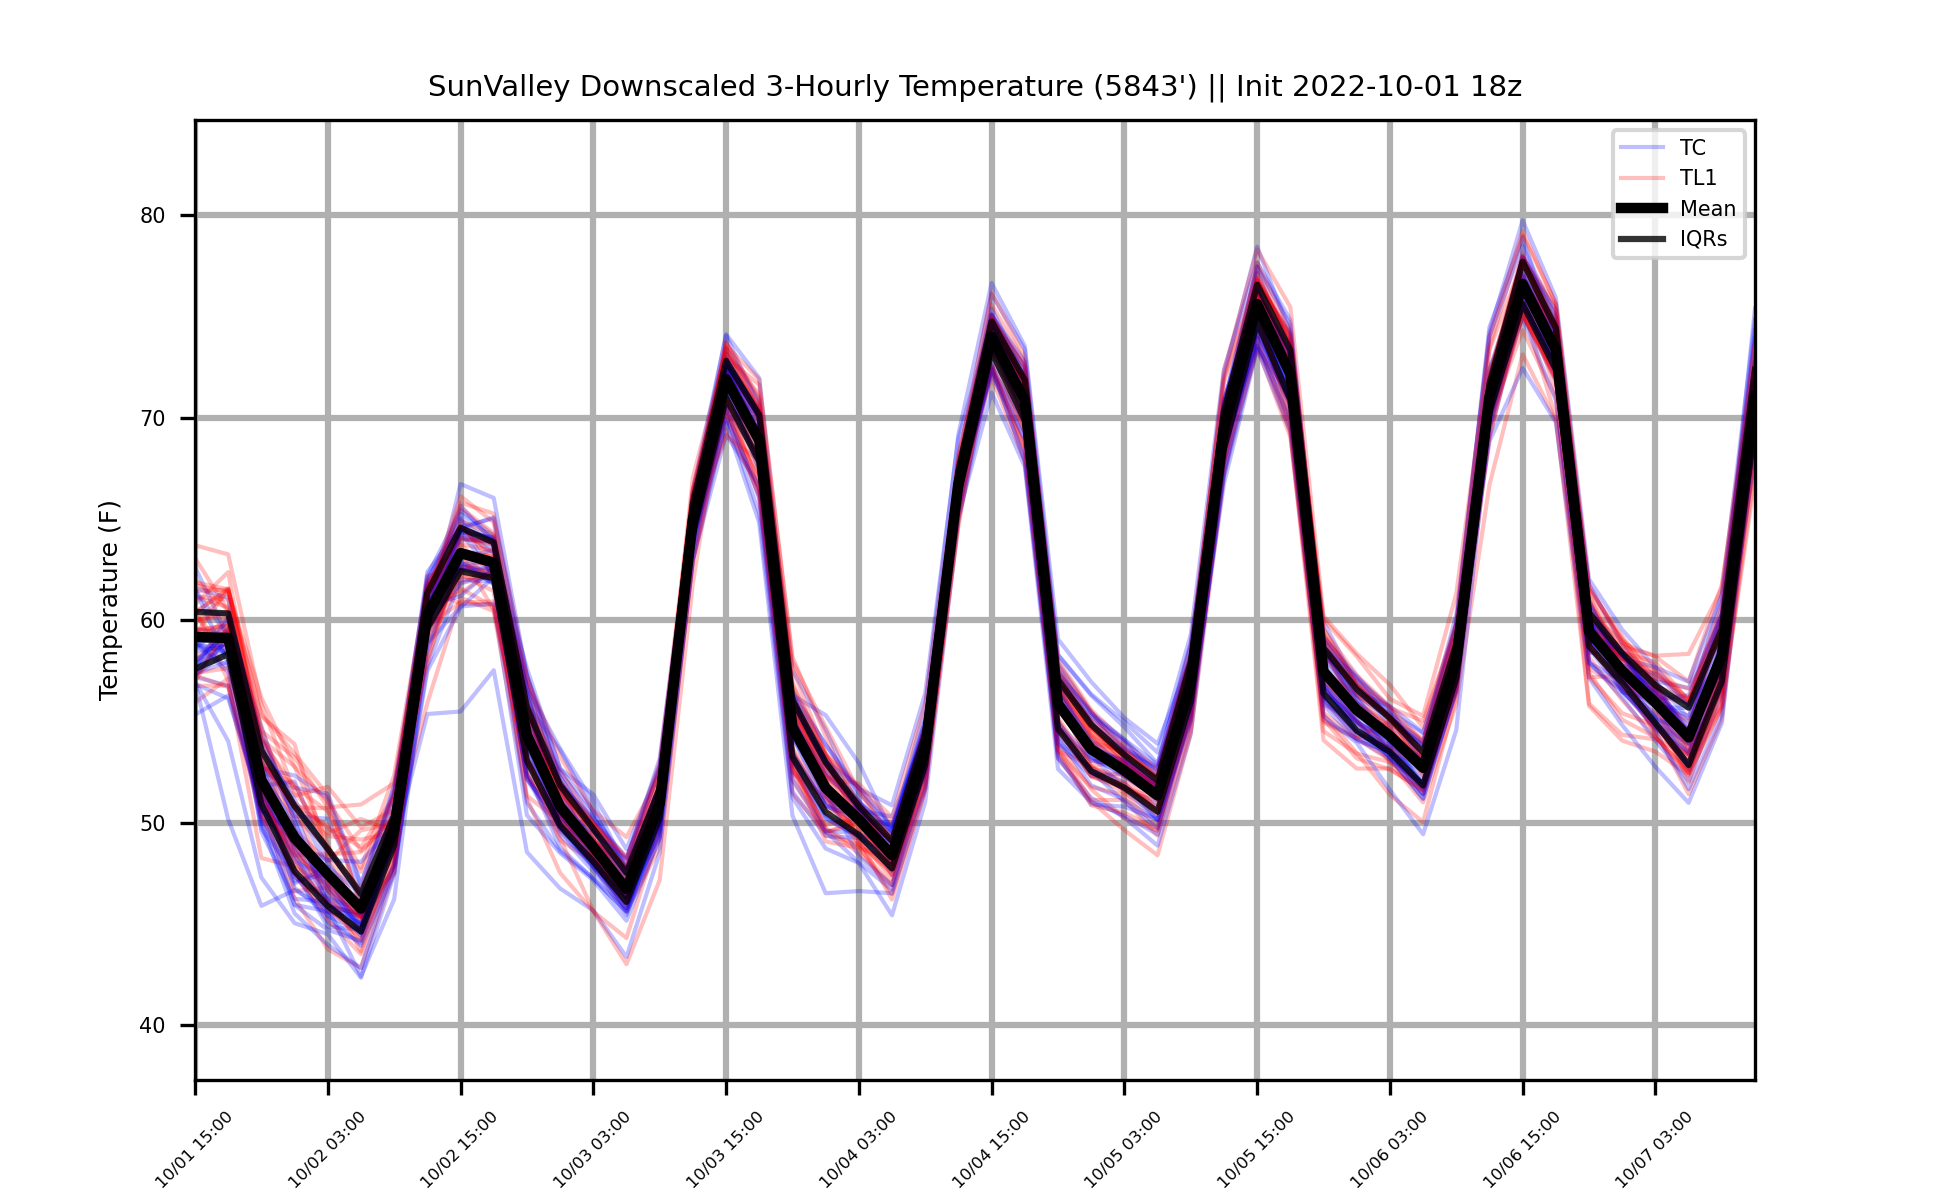 SunValley Downscaled 3-Hourly Temperature (5843') || Init 2022-10-01 18z
TC
TL1
Mean
IQRs
Temperature (F)
80
70
60
50
40
10/01 15:00
10/02 03:00
10/02 15:00
10/03 03:00
10/03 15:00
10/04 03:00
10/04 15:00
10/05 03:00
10/05 15:00
10/06 03:00
10/06 15:00
10/07 03:00